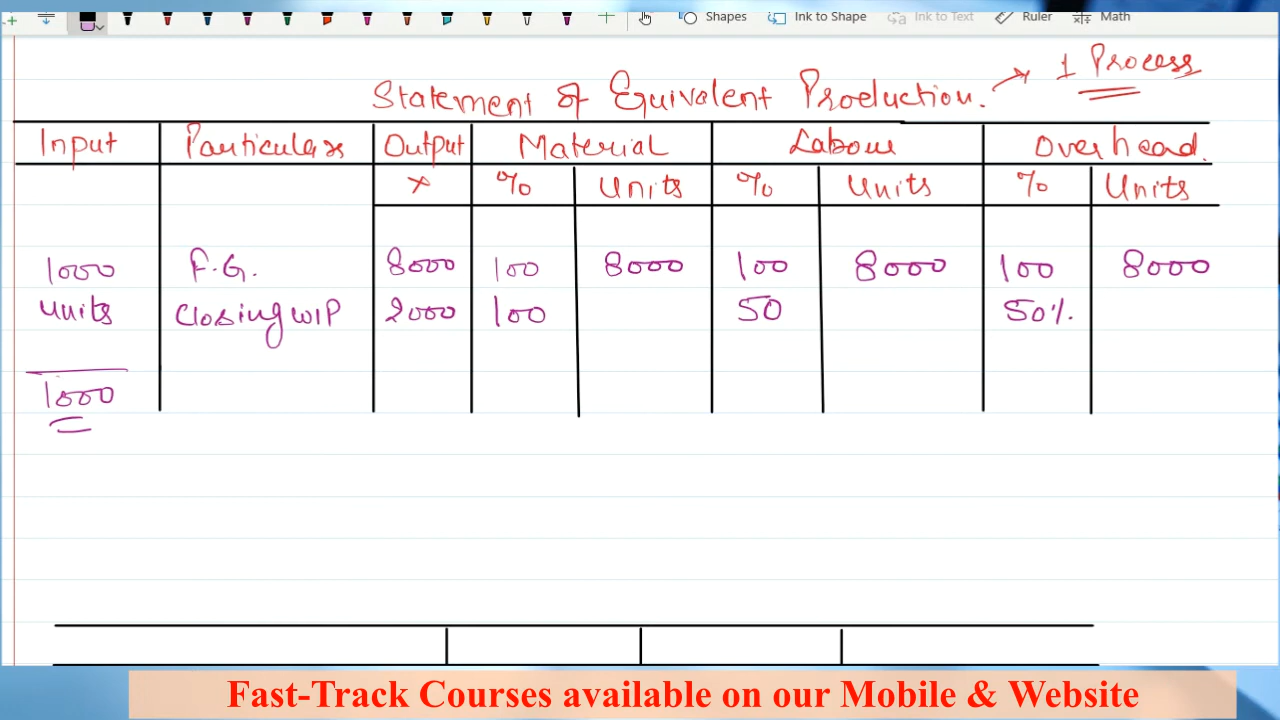 Shapes Ink to Shape Ink to Text Ruler Math
Statement of Equivalent Production. → 1 Process
Input Particulars Output Material Labour Overhead.
x % Units % Units % Units
1000 F.G. 8000 100 8000 100 8000 100 8000
Units Closing WIP 2000 100 50 50%.
1000
Fast-Track Courses available on our Mobile & Website